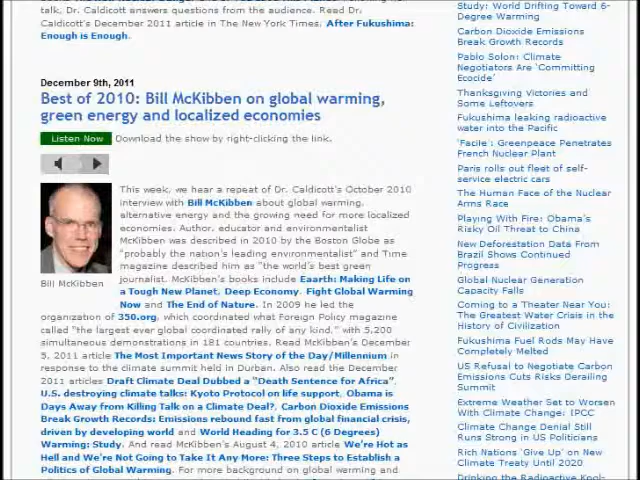 talk, Dr. Caldicott answers questions from the audience. Read Dr.
Caldicott's December 2011 article in The New York Times, After Fukushima:
Enough is Enough.
December 9th, 2011
Best of 2010: Bill McKibben on global warming,
green energy and localized economies
Listen Now Download the show by right-clicking the link.
This week, we hear a repeat of Dr. Caldicott's October 2010
interview with Bill McKibben about global warming,
alternative energy and the growing need for more localized
economies. Author, educator and environmentalist
McKibben was described in 2010 by the Boston Globe as
"probably the nation's leading environmentalist" and Time
magazine described him as "the world's best green
journalist. McKibben's books include Eaarth: Making Life on
a Tough New Planet, Deep Economy, Fight Global Warming
Now and The End of Nature. In 2009 he led the
Bill McKibben
organization of 350.org, which coordinated what Foreign Policy magazine
called "the largest ever global coordinated rally of any kind," with 5,200
simultaneous demonstrations in 181 countries. Read McKibben's December
5, 2011 article The Most Important News Story of the Day/Millennium in
response to the climate summit held in Durban. Also read the December
2011 articles Draft Climate Deal Dubbed a "Death Sentence for Africa",
U.S. destroying climate talks: Kyoto Protocol on life support, Obama is
Days Away from Killing Talk on a Climate Deal?, Carbon Dioxide Emissions
Break Growth Records: Emissions rebound fast from global financial crisis,
driven by developing world and World Heading for 3.5 C (6 Degrees)
Warming: Study. And read McKibben's August 4, 2010 article We're Hot as
Hell and We're Not Going to Take It Any More: Three Steps to Establish a
Politics of Global Warming. For more background on global warming and
Study: World Drifting Toward 6-
Degree Warming
Carbon Dioxide Emissions
Break Growth Records
Pablo Solon: Climate
Negotiators Are 'Committing
Ecocide'
Thanksgiving Victories and
Some Leftovers
Fukushima leaking radioactive
water into the Pacific
'Facile': Greenpeace Penetrates
French Nuclear Plant
Paris rolls out fleet of self-
service electric cars
The Human Face of the Nuclear
Arms Race
Playing With Fire: Obama's
Risky Oil Threat to China
New Deforestation Data From
Brazil Shows Continued
Progress
Global Nuclear Generation
Capacity Falls
Coming to a Theater Near You:
The Greatest Water Crisis in the
History of Civilization
Fukushima Fuel Rods May Have
Completely Melted
US Refusal to Negotiate Carbon
Emissions Cuts Risks Derailing
Summit
Extreme Weather Set to Worsen
With Climate Change: IPCC
Climate Change Denial Still
Runs Strong in US Politicians
Rich Nations 'Give Up' on New
Climate Treaty Until 2020
Drinking the Radioactive Kool-